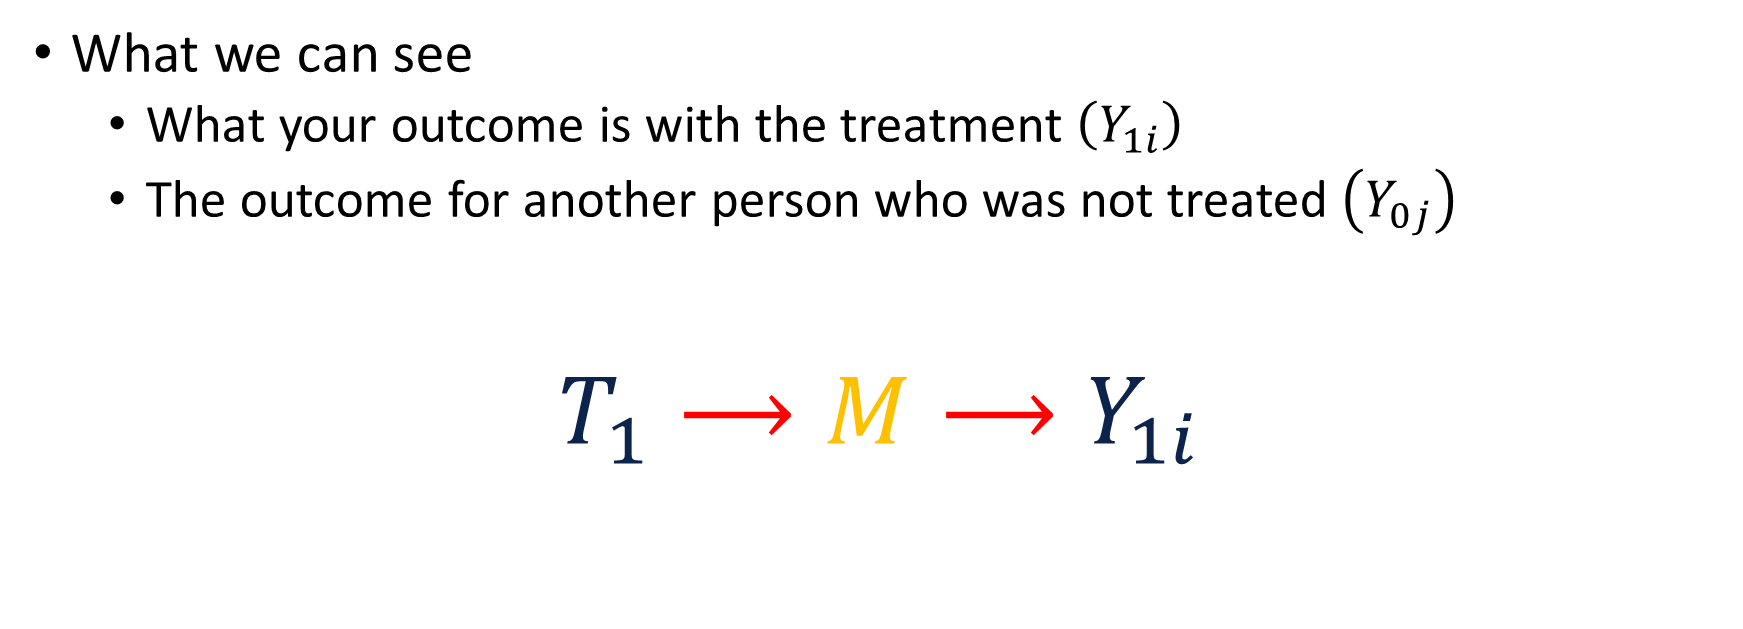 • What we can see
• What your outcome is with the treatment (Y₁ᵢ)
• The outcome for another person who was not treated (Y₀ⱼ)
T₁ ⟶ M ⟶ Y₁ᵢ